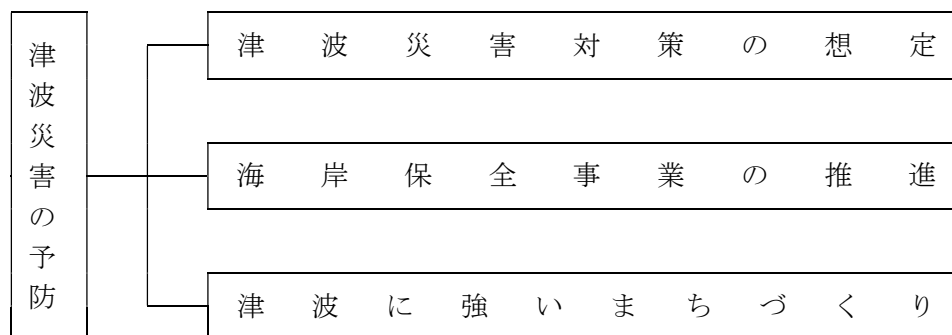 津波災害の予防
津波災害対策の想定
海岸保全事業の推進
津波に強いまちづくり